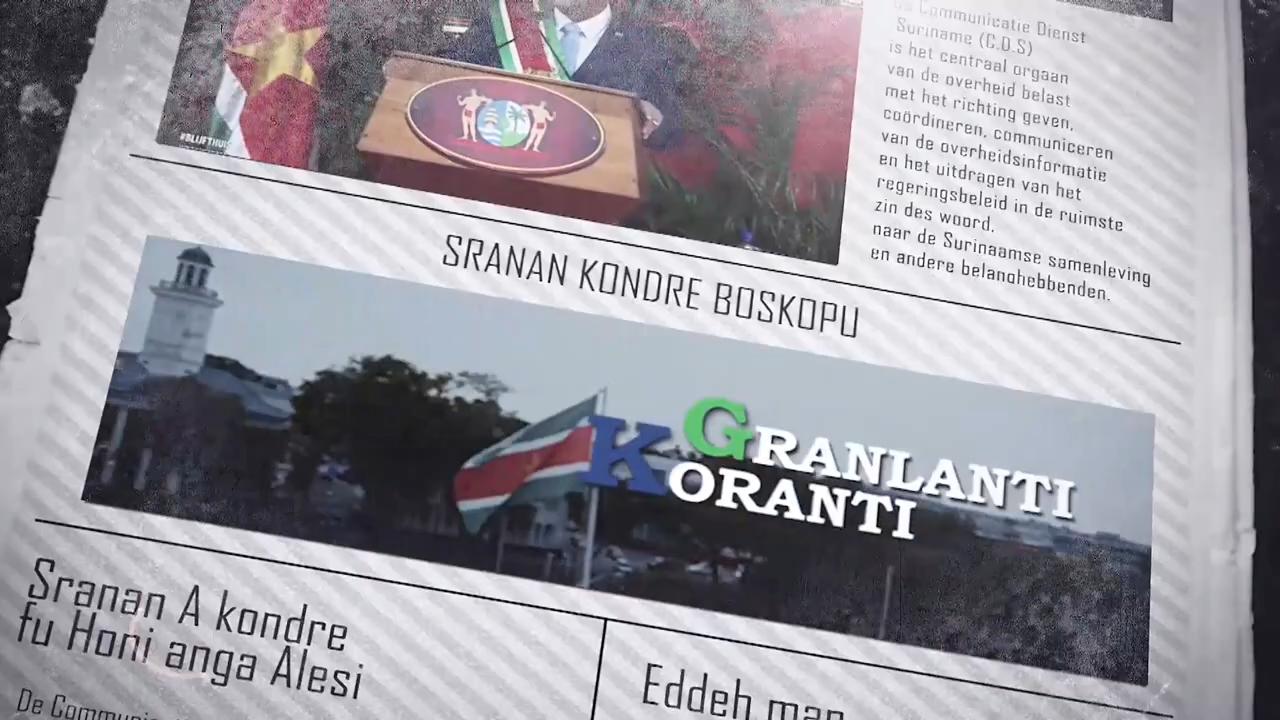 Communicatie Dienst
Suriname (C.D.S)
is het centraal orgaan
van de overheid belast
met het richting geven,
coördineren, communiceren
van de overheidsinformatie
en het uitdragen van het
regeringsbeleid in de ruimste
zin des woord,
naar de Surinaamse samenleving
en andere belanghebbenden.
SRANAN KONDRE BOSKOPU
GRANLANTI
KORANTI
Sranan A kondre
fu Honi anga Alesi
De
Eddeh man